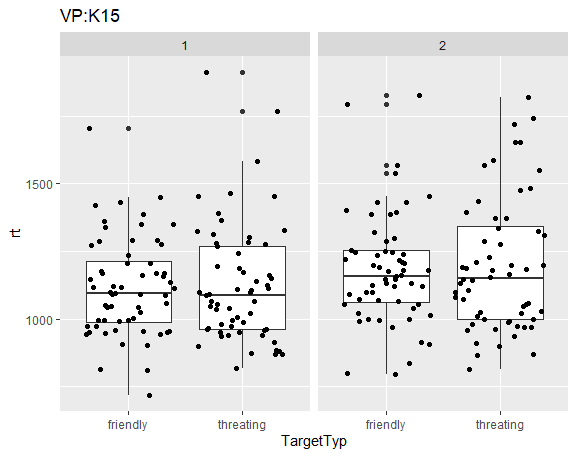 VP:K15
1 2
rt
1500
1000
friendly threating friendly threating
TargetTyp